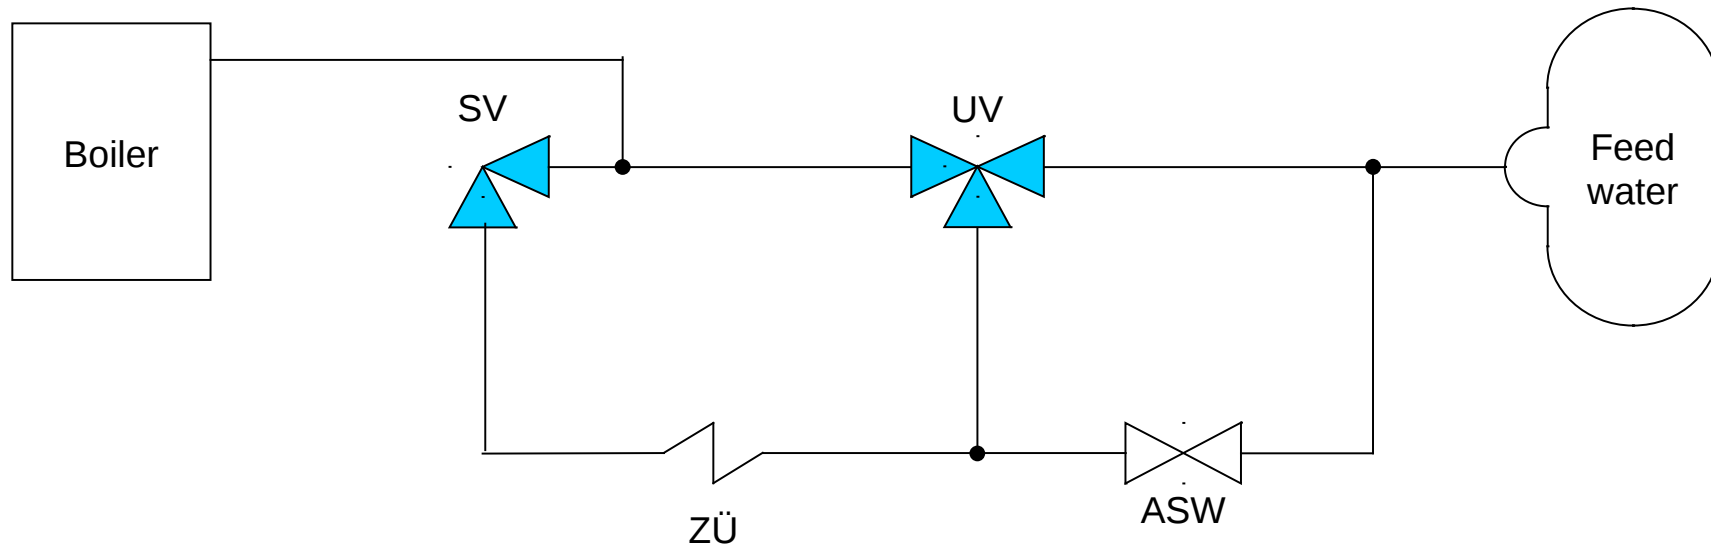 SV
UV
Boiler
Feed
water
ASW
ZÜ